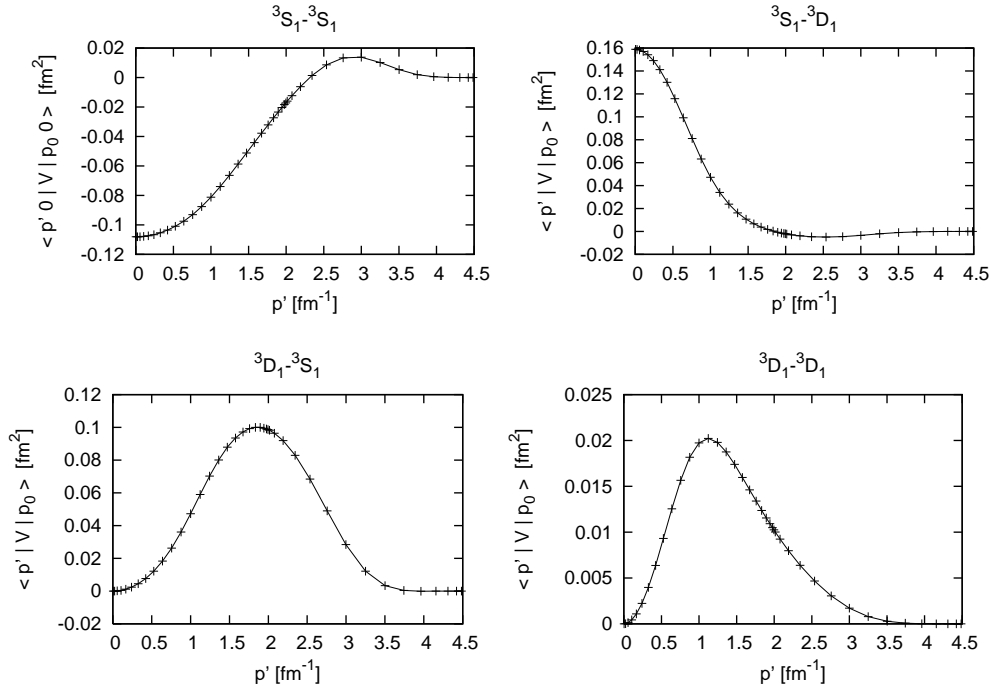 ³S₁-³S₁
< p' 0 | V | p₀ 0 > [fm²]
0.02
0
-0.02
-0.04
-0.06
-0.08
-0.1
-0.12
0 0.5 1 1.5 2 2.5 3 3.5 4 4.5
p' [fm⁻¹]
³S₁-³D₁
< p' | V | p₀ > [fm²]
0.16
0.14
0.12
0.1
0.08
0.06
0.04
0.02
0
-0.02
0 0.5 1 1.5 2 2.5 3 3.5 4 4.5
p' [fm⁻¹]
³D₁-³S₁
< p' | V | p₀ > [fm²]
0.12
0.1
0.08
0.06
0.04
0.02
0
-0.02
0 0.5 1 1.5 2 2.5 3 3.5 4 4.5
p' [fm⁻¹]
³D₁-³D₁
< p' | V | p₀ > [fm²]
0.025
0.02
0.015
0.01
0.005
0
0 0.5 1 1.5 2 2.5 3 3.5 4 4.5
p' [fm⁻¹]